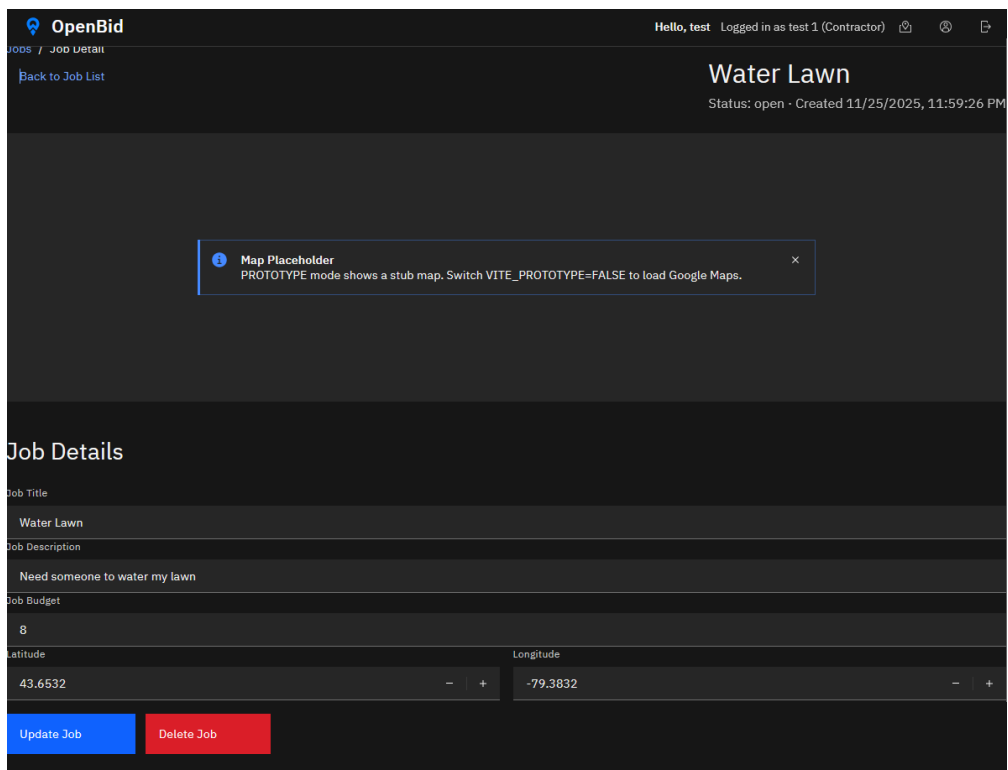 OpenBid
Hello, test Logged in as test 1 (Contractor)
Jobs / Job Detail
Back to Job List
Water Lawn
Status: open · Created 11/25/2025, 11:59:26 PM
Map Placeholder
PROTOTYPE mode shows a stub map. Switch VITE_PROTOTYPE=FALSE to load Google Maps.
Job Details
Job Title
Water Lawn
Job Description
Need someone to water my lawn
Job Budget
8
Latitude Longitude
43.6532 − + -79.3832 − +
Update Job Delete Job